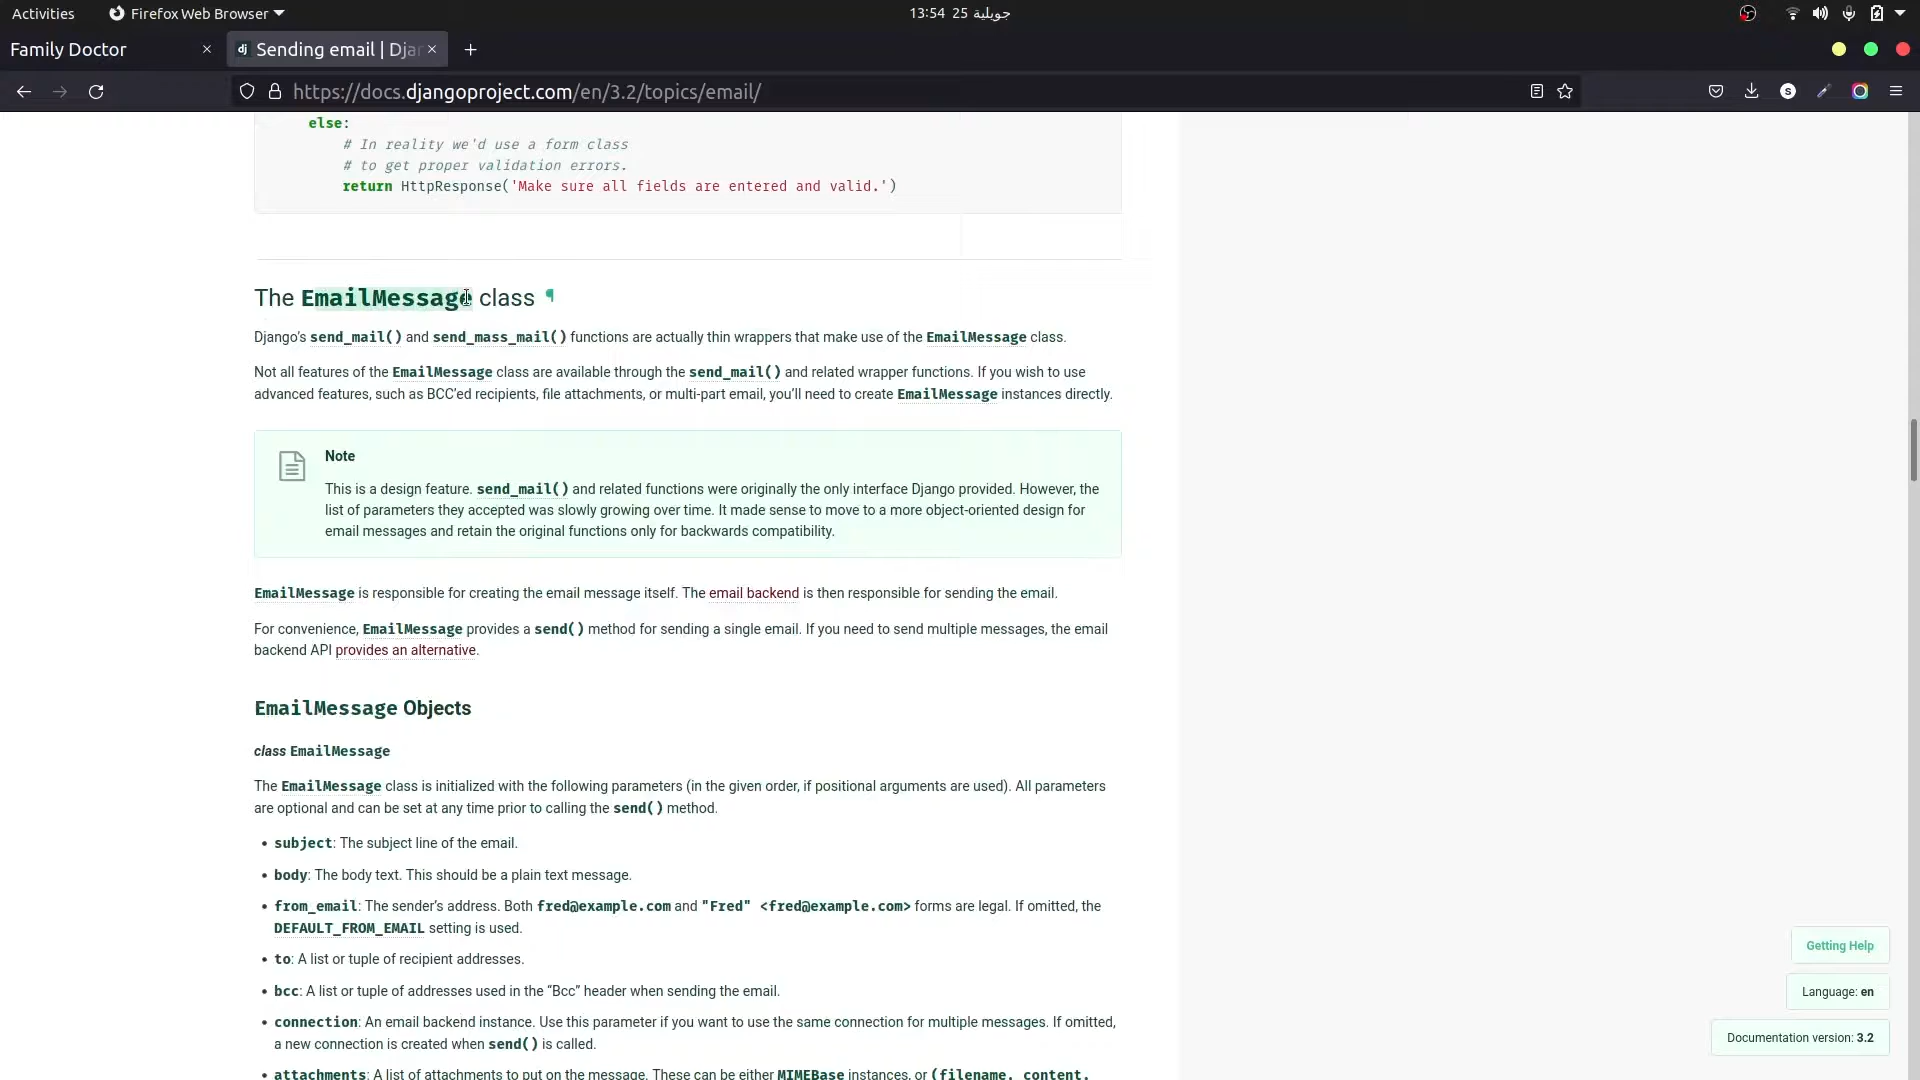 Activities
Firefox Web Browser
13:54 25 جويلية
Family Doctor
dj Sending email | Djan
https://docs.djangoproject.com/en/3.2/topics/email/
S
else:
# In reality we'd use a form class
# to get proper validation errors.
return HttpResponse('Make sure all fields are entered and valid.')
The EmailMessage class ¶
Django's send_mail() and send_mass_mail() functions are actually thin wrappers that make use of the EmailMessage class.
Not all features of the EmailMessage class are available through the send_mail() and related wrapper functions. If you wish to use
advanced features, such as BCC'ed recipients, file attachments, or multi-part email, you'll need to create EmailMessage instances directly.
Note
This is a design feature. send_mail() and related functions were originally the only interface Django provided. However, the
list of parameters they accepted was slowly growing over time. It made sense to move to a more object-oriented design for
email messages and retain the original functions only for backwards compatibility.
EmailMessage is responsible for creating the email message itself. The email backend is then responsible for sending the email.
For convenience, EmailMessage provides a send() method for sending a single email. If you need to send multiple messages, the email
backend API provides an alternative.
EmailMessage Objects
class EmailMessage
The EmailMessage class is initialized with the following parameters (in the given order, if positional arguments are used). All parameters
are optional and can be set at any time prior to calling the send() method.
• subject: The subject line of the email.
• body: The body text. This should be a plain text message.
• from_email: The sender's address. Both fred@example.com and "Fred" <fred@example.com> forms are legal. If omitted, the
DEFAULT_FROM_EMAIL setting is used.
• to: A list or tuple of recipient addresses.
• bcc: A list or tuple of addresses used in the “Bcc” header when sending the email.
• connection: An email backend instance. Use this parameter if you want to use the same connection for multiple messages. If omitted,
a new connection is created when send() is called.
• attachments: A list of attachments to put on the message. These can be either MIMEBase instances, or (filename, content,
Getting Help
Language: en
Documentation version: 3.2